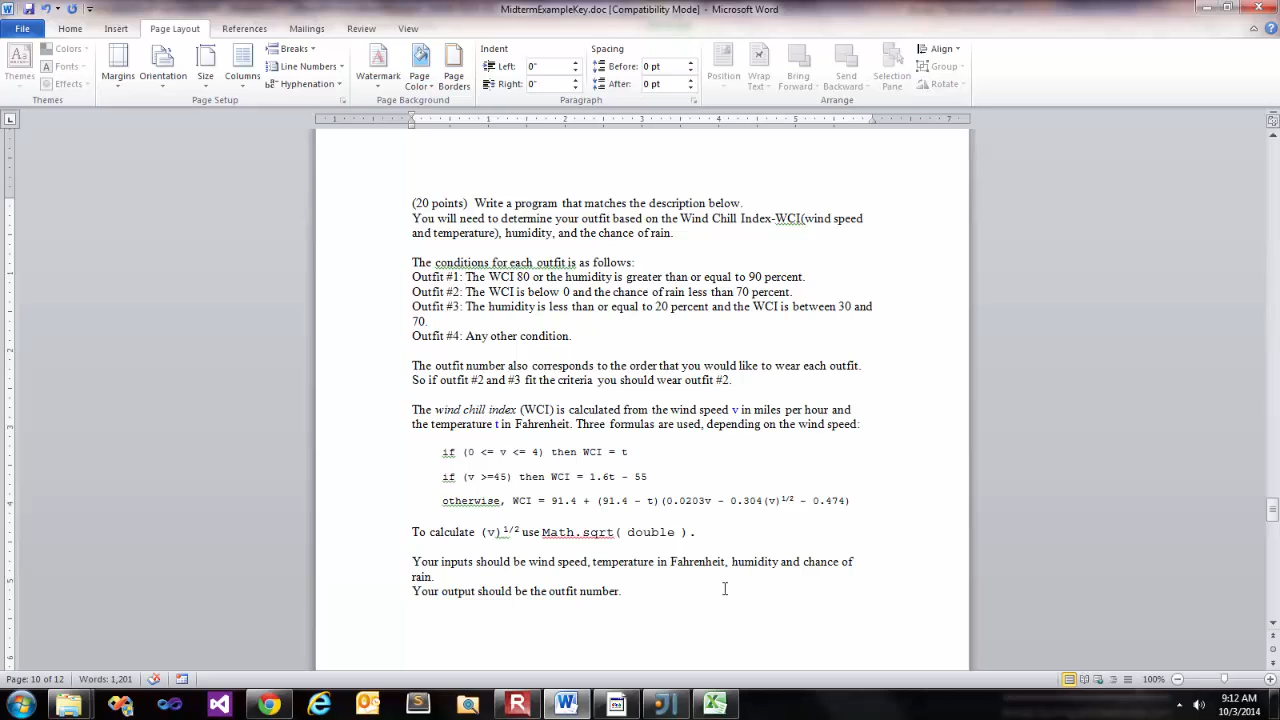 MidtermExampleKey.doc [Compatibility Mode] - Microsoft Word
File Home Insert Page Layout References Mailings Review View
Themes Colors Fonts Effects Themes
Margins Orientation Size Columns Breaks Line Numbers Hyphenation Page Setup
Watermark Page Color Page Borders Page Background
Indent Left: 0" Right: 0" Spacing Before: 0 pt After: 0 pt Paragraph
Position Wrap Text Bring Forward Send Backward Selection Pane Align Group Rotate Arrange
1 1 2 3 4 5 7
(20 points) Write a program that matches the description below.
You will need to determine your outfit based on the Wind Chill Index-WCI(wind speed
and temperature), humidity, and the chance of rain.
The conditions for each outfit is as follows:
Outfit #1: The WCI 80 or the humidity is greater than or equal to 90 percent.
Outfit #2: The WCI is below 0 and the chance of rain less than 70 percent.
Outfit #3: The humidity is less than or equal to 20 percent and the WCI is between 30 and
70.
Outfit #4: Any other condition.
The outfit number also corresponds to the order that you would like to wear each outfit.
So if outfit #2 and #3 fit the criteria you should wear outfit #2.
The wind chill index (WCI) is calculated from the wind speed v in miles per hour and
the temperature t in Fahrenheit. Three formulas are used, depending on the wind speed:
if (0 <= v <= 4) then WCI = t
if (v >=45) then WCI = 1.6t - 55
otherwise, WCI = 91.4 + (91.4 - t)(0.0203v - 0.304(v)1/2 - 0.474)
To calculate (v)1/2 use Math.sqrt( double ).
Your inputs should be wind speed, temperature in Fahrenheit, humidity and chance of
rain.
Your output should be the outfit number.
Page: 10 of 12 Words: 1,201 100%
9:12 AM
10/3/2014